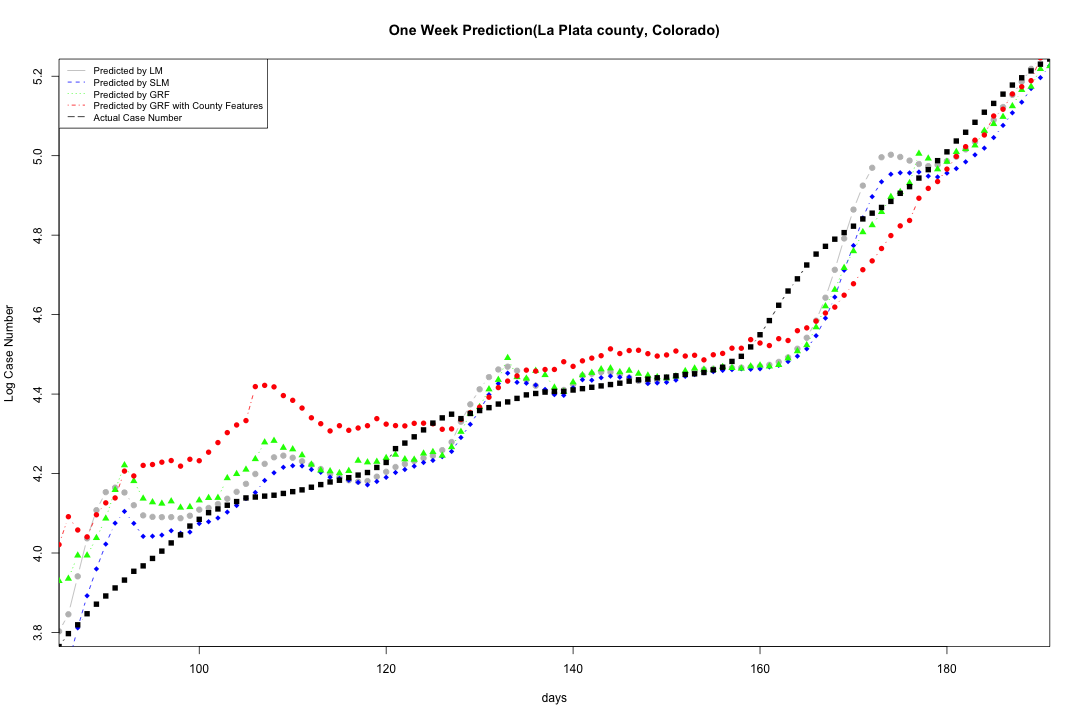 One Week Prediction(La Plata county, Colorado)
Predicted by LM
Predicted by SLM
Predicted by GRF
Predicted by GRF with County Features
Actual Case Number
5.2
5.0
4.8
4.6
4.4
4.2
4.0
3.8
Log Case Number
100 120 140 160 180
days